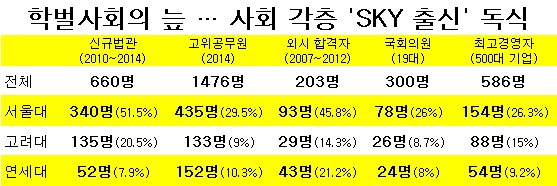 학벌사회의 늪 … 사회 각층 'SKY 출신' 독식
신규법관 고위공무원 외시 합격자 국회의원 최고경영자
(2010~2014) (2014) (2007~2012) (19대) (500대 기업)
전체 660명 1476명 203명 300명 586명
서울대 340명(51.5%) 435명(29.5%) 93명(45.8%) 78명(26%) 154명(26.3%)
고려대 135명(20.5%) 133명(9%) 29명(14.3%) 26명(8.7%) 88명(15%)
연세대 52명(7.9%) 152명(10.3%) 43명(21.2%) 24명(8%) 54명(9.2%)